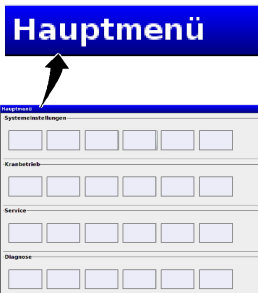 Hauptmenü
Hauptmenü
Systemeinstellungen
Kranbetrieb
Service
Diagnose